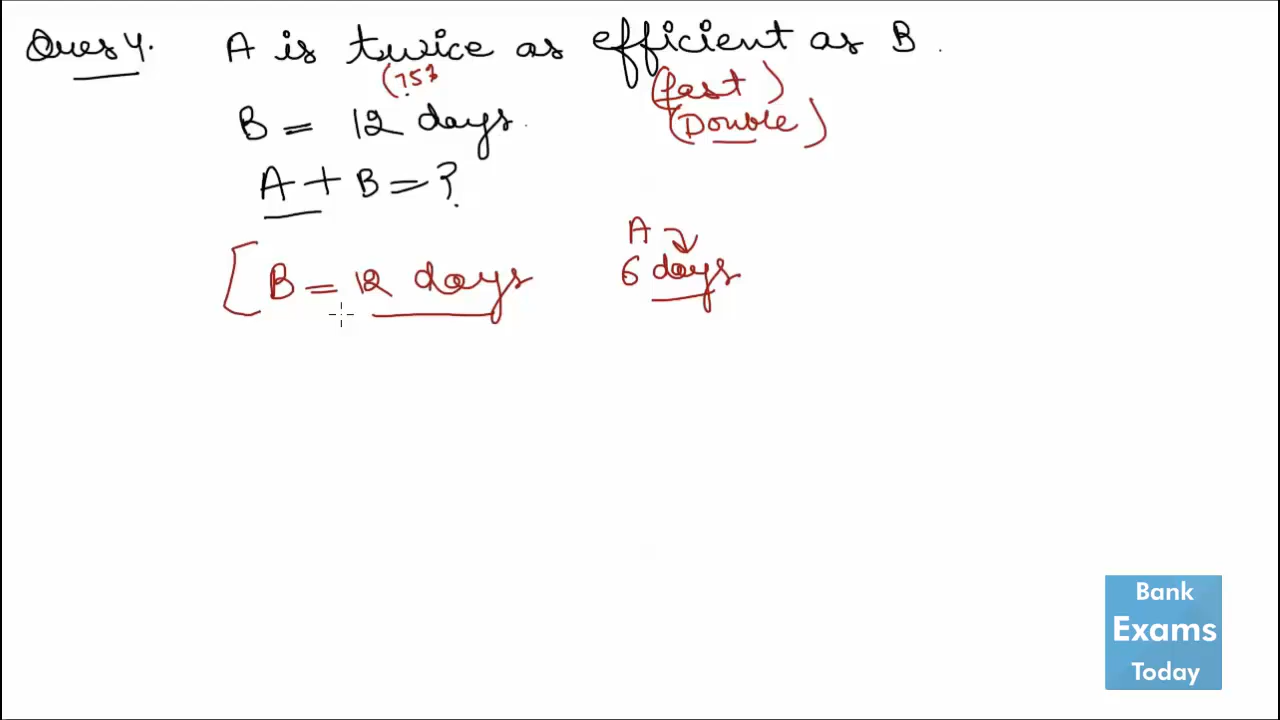 Ques 4. A is twice as efficient as B.
(fast)
B = 12 days.
(Double)
A + B = ?
A
[B = 12 days
6 days
Bank
Exams
Today